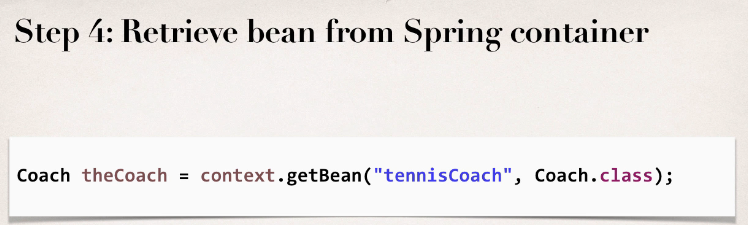 Step 4: Retrieve bean from Spring container
Coach theCoach = context.getBean("tennisCoach", Coach.class);